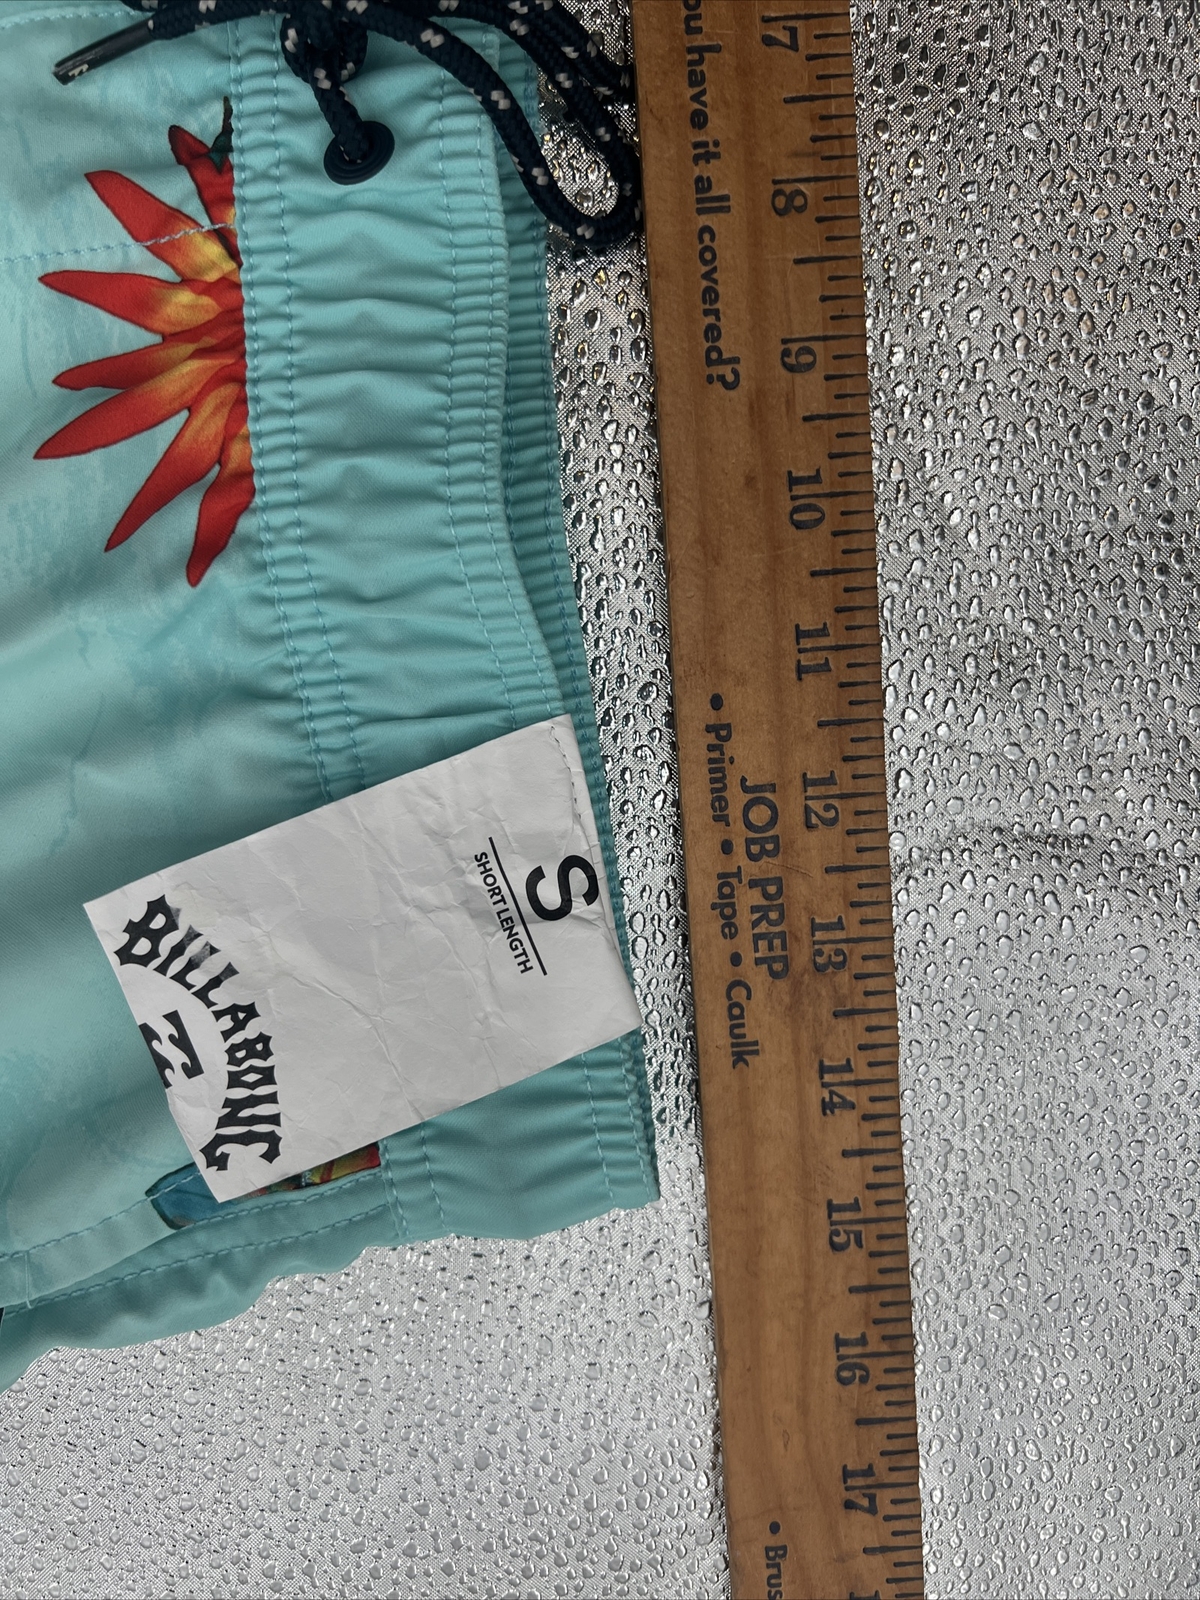 ou have it all covered?
7
8
9
10
11
12
13
14
15
16
17
JOB PREP
• Primer • Tape • Caulk
• Brus
S
SHORT LENGTH
BILLABONG